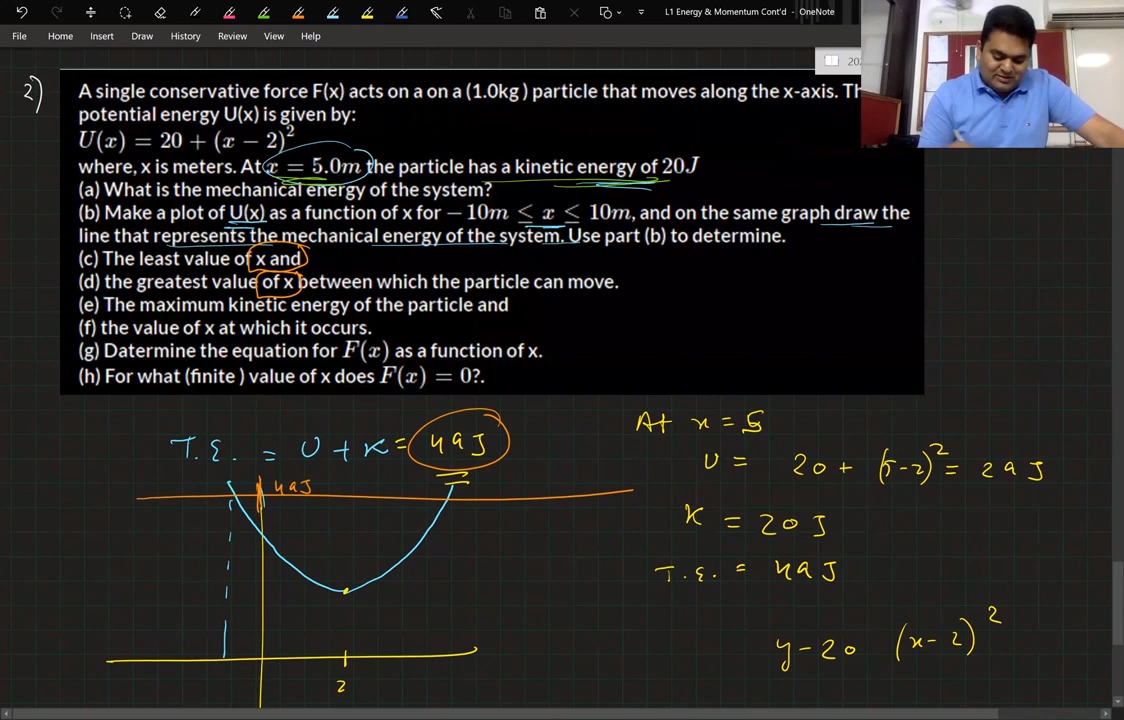 L1 Energy & Momentum Cont'd - OneNote
File Home Insert Draw History Review View Help
202
2)
A single conservative force F(x) acts on a on a (1.0kg ) particle that moves along the x-axis. Th
potential energy U(x) is given by:
U(x) = 20 + (x − 2)²
where, x is meters. At x = 5.0m the particle has a kinetic energy of 20J
(a) What is the mechanical energy of the system?
(b) Make a plot of U(x) as a function of x for −10m ≤ x ≤ 10m, and on the same graph draw the
line that represents the mechanical energy of the system. Use part (b) to determine.
(c) The least value of x and
(d) the greatest value of x between which the particle can move.
(e) The maximum kinetic energy of the particle and
(f) the value of x at which it occurs.
(g) Datermine the equation for F(x) as a function of x.
(h) For what (finite ) value of x does F(x) = 0?.
T.E. = U + K = 49J
At x = 5
U = 20 + (5-2)² = 29 J
49J
K = 20J
T.E. = 49J
y-20 (x-2)²
2